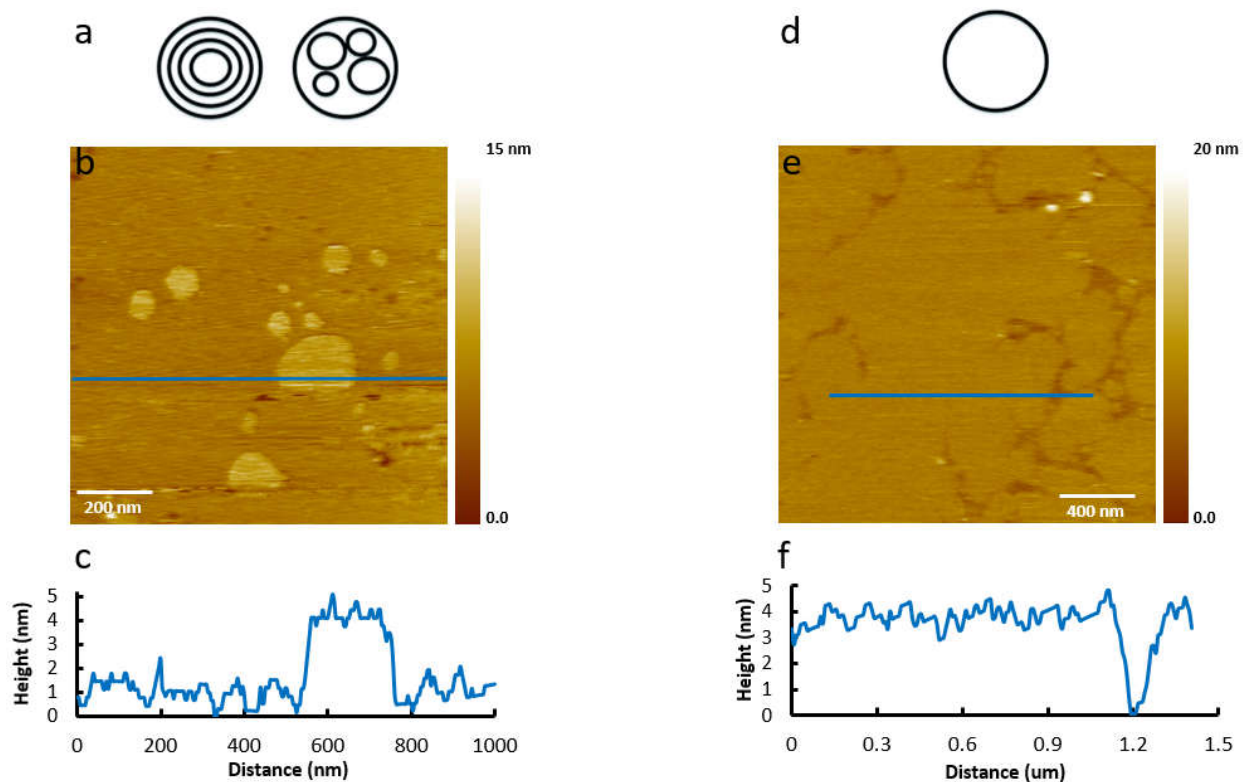 a
b
15 nm
200 nm
0.0
c
Height (nm)
5
4
3
2
1
0
0 200 400 600 800 1000
Distance (nm)
d
e
20 nm
400 nm
0.0
f
Height (nm)
5
4
3
2
1
0
0 0.3 0.6 0.9 1.2 1.5
Distance (um)